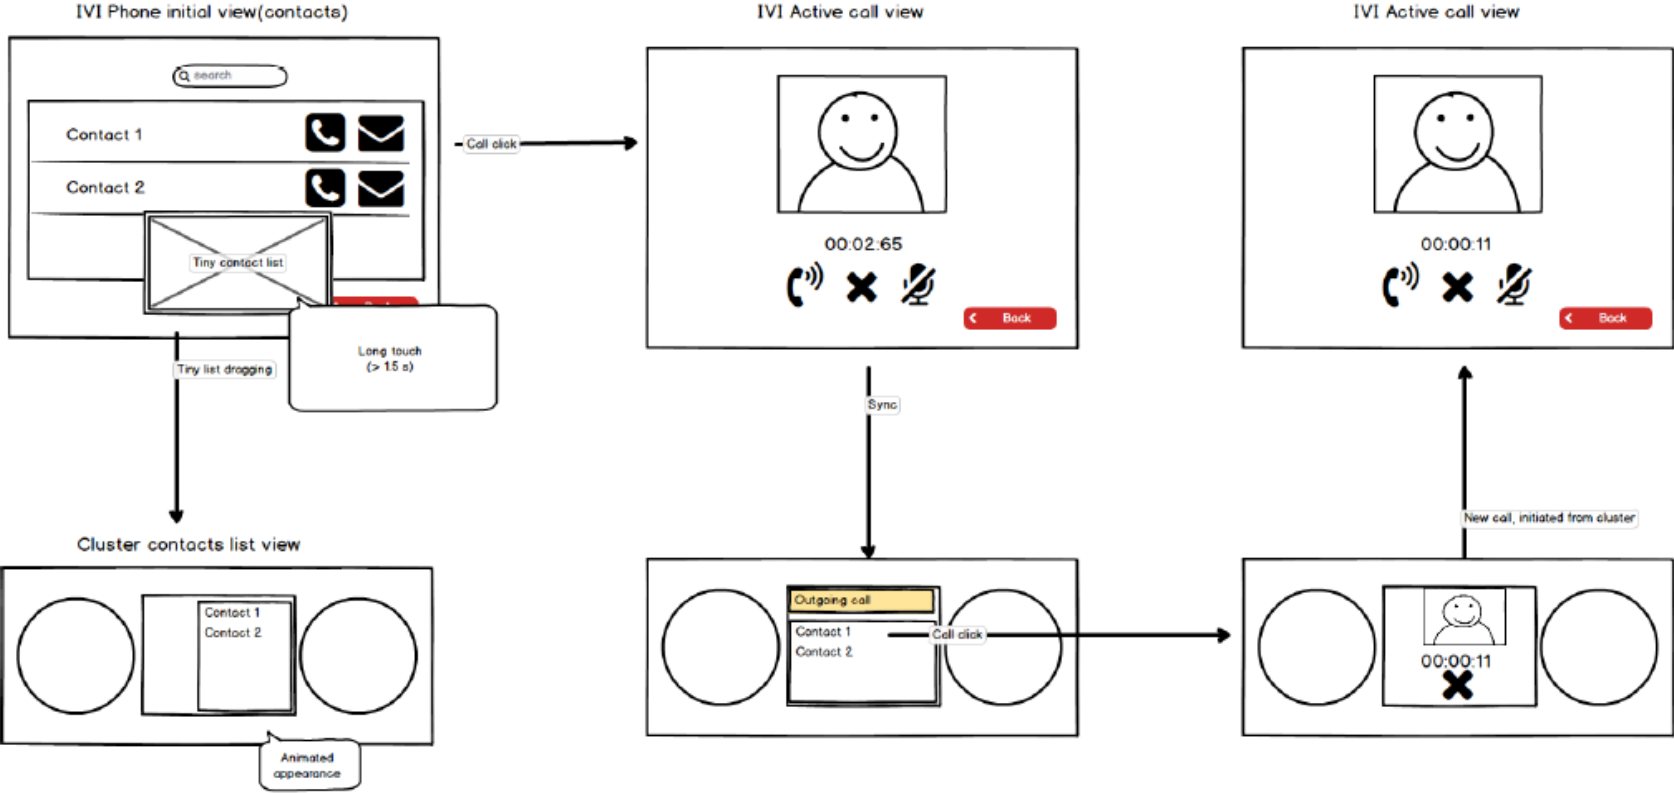 IVI Phone initial view(contacts)
search
Contact 1
Contact 2
Tiny contact list
Long touch
(> 1.5 s)
Call click
Tiny list dragging
Cluster contacts list view
Contact 1
Contact 2
Animated
appearance
IVI Active call view
00:02:65
Back
Sync
Outgoing call
Contact 1
Contact 2
Call click
IVI Active call view
00:00:11
Back
New call, initiated from cluster
00:00:11